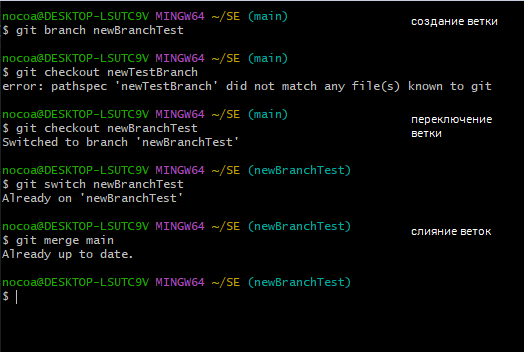 nocoa@DESKTOP-LSUTC9V MINGW64 ~/SE (main)
создание ветки
$ git branch newBranchTest
nocoa@DESKTOP-LSUTC9V MINGW64 ~/SE (main)
$ git checkout newTestBranch
error: pathspec 'newTestBranch' did not match any file(s) known to git
nocoa@DESKTOP-LSUTC9V MINGW64 ~/SE (main)
переключение
$ git checkout newBranchTest
ветки
Switched to branch 'newBranchTest'
nocoa@DESKTOP-LSUTC9V MINGW64 ~/SE (newBranchTest)
$ git switch newBranchTest
Already on 'newBranchTest'
nocoa@DESKTOP-LSUTC9V MINGW64 ~/SE (newBranchTest)
слияние веток
$ git merge main
Already up to date.
nocoa@DESKTOP-LSUTC9V MINGW64 ~/SE (newBranchTest)
$